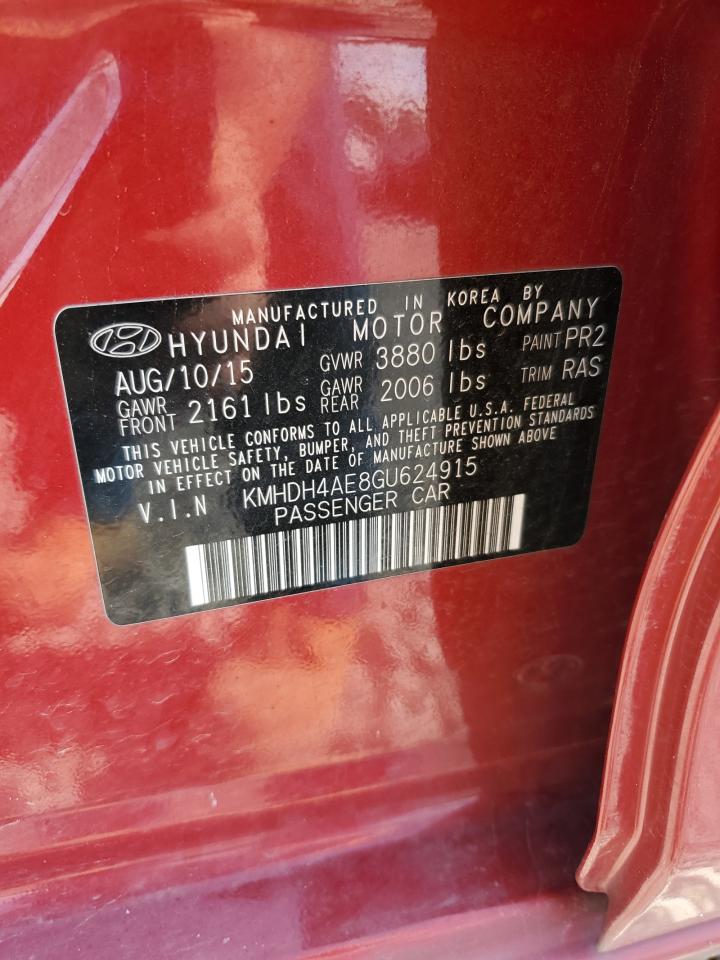 MANUFACTURED IN KOREA BY
HYUNDAI MOTOR COMPANY
AUG/10/15 GVWR 3880 lbs PAINT PR2
GAWR FRONT 2161 lbs GAWR REAR 2006 lbs TRIM RAS
THIS VEHICLE CONFORMS TO ALL APPLICABLE U.S.A. FEDERAL
MOTOR VEHICLE SAFETY, BUMPER, AND THEFT PREVENTION STANDARDS
IN EFFECT ON THE DATE OF MANUFACTURE SHOWN ABOVE
V.I.N KMHDH4AE8GU624915
PASSENGER CAR